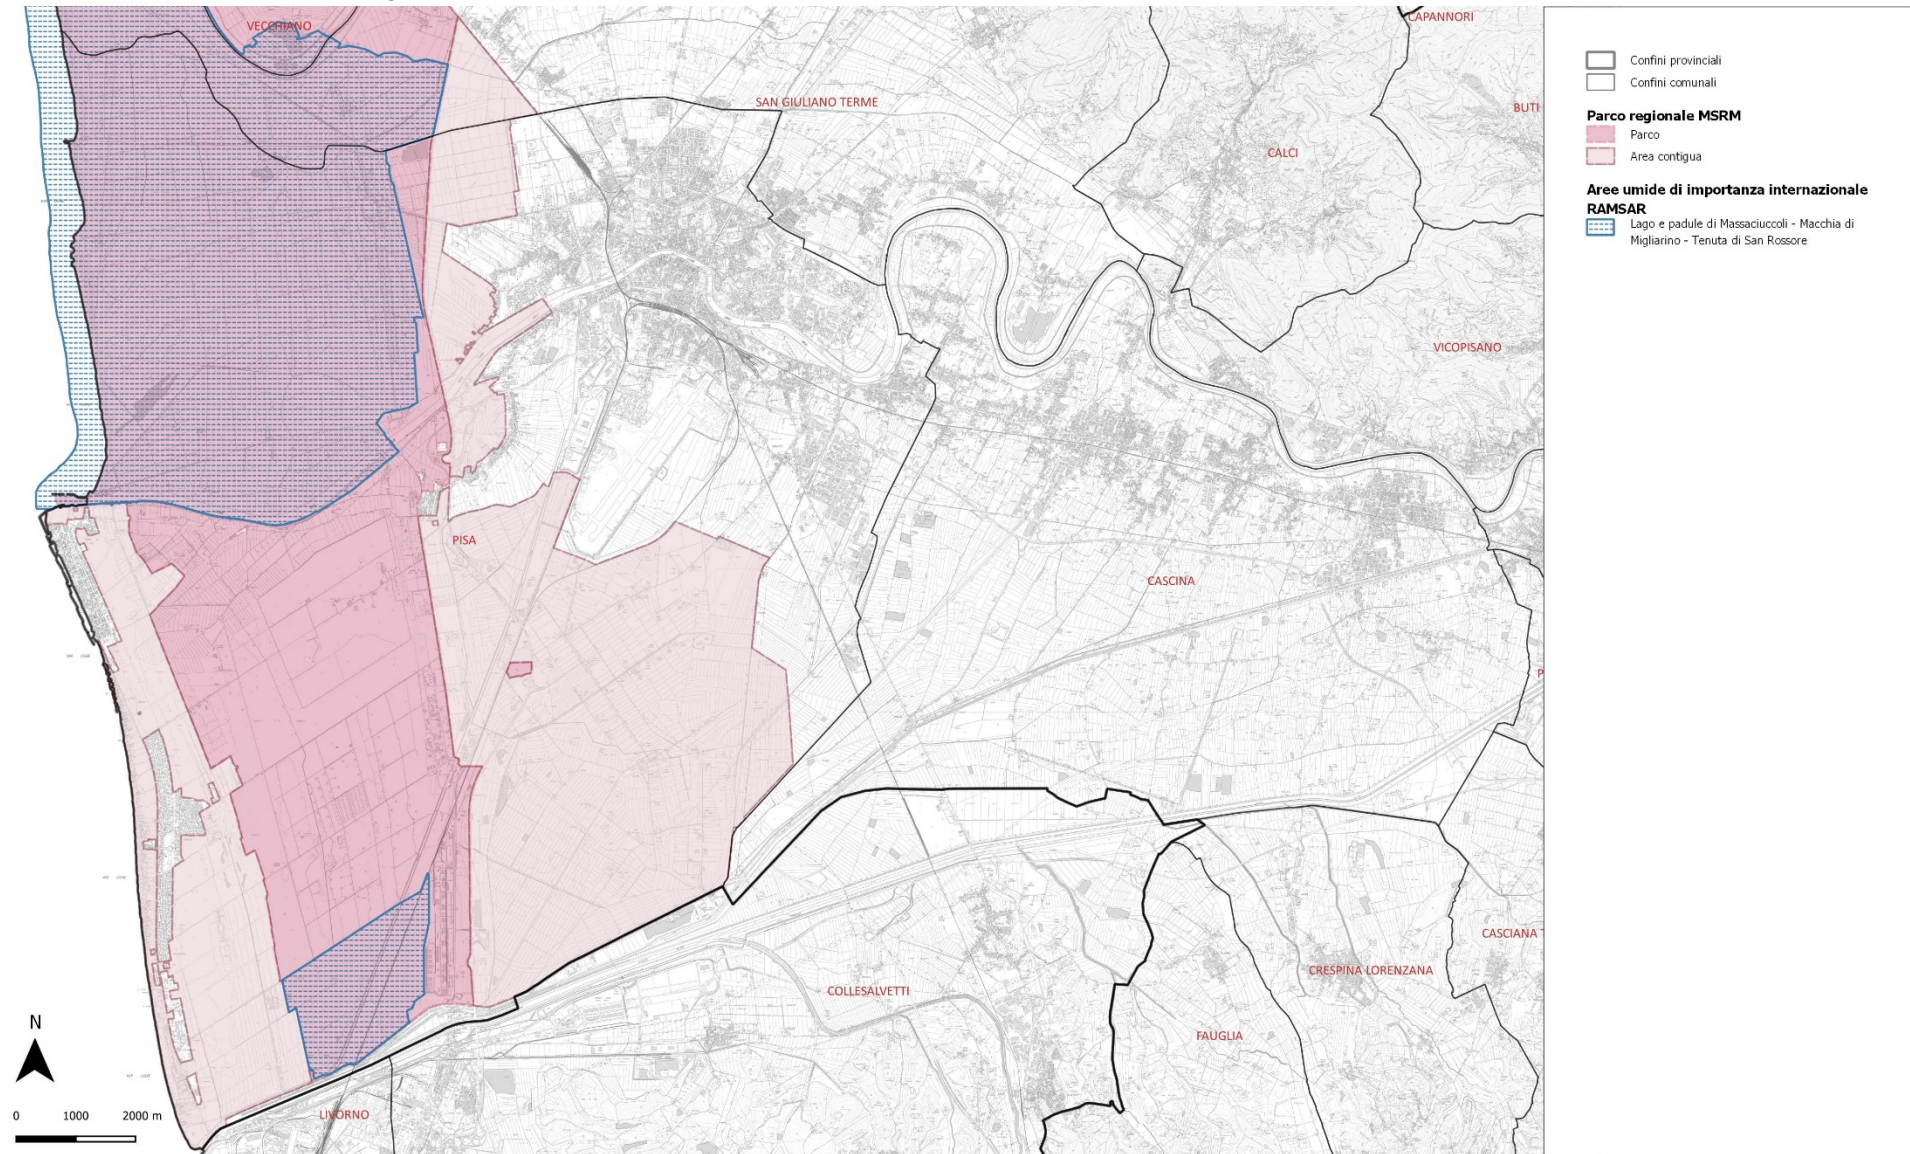 VECCHIANO
CAPANNORI
SAN GIULIANO TERME
BUTI
CALCI
VICOPISANO
PISA
CASCINA
P
CASCIANA T
CRESPINA LORENZANA
COLLESALVETTI
FAUGLIA
LIVORNO
N
0 1000 2000 m
Confini provinciali
Confini comunali
Parco regionale MSRM
Parco
Area contigua
Aree umide di importanza internazionale
RAMSAR
Lago e padule di Massaciuccoli - Macchia di
Migliarino - Tenuta di San Rossore